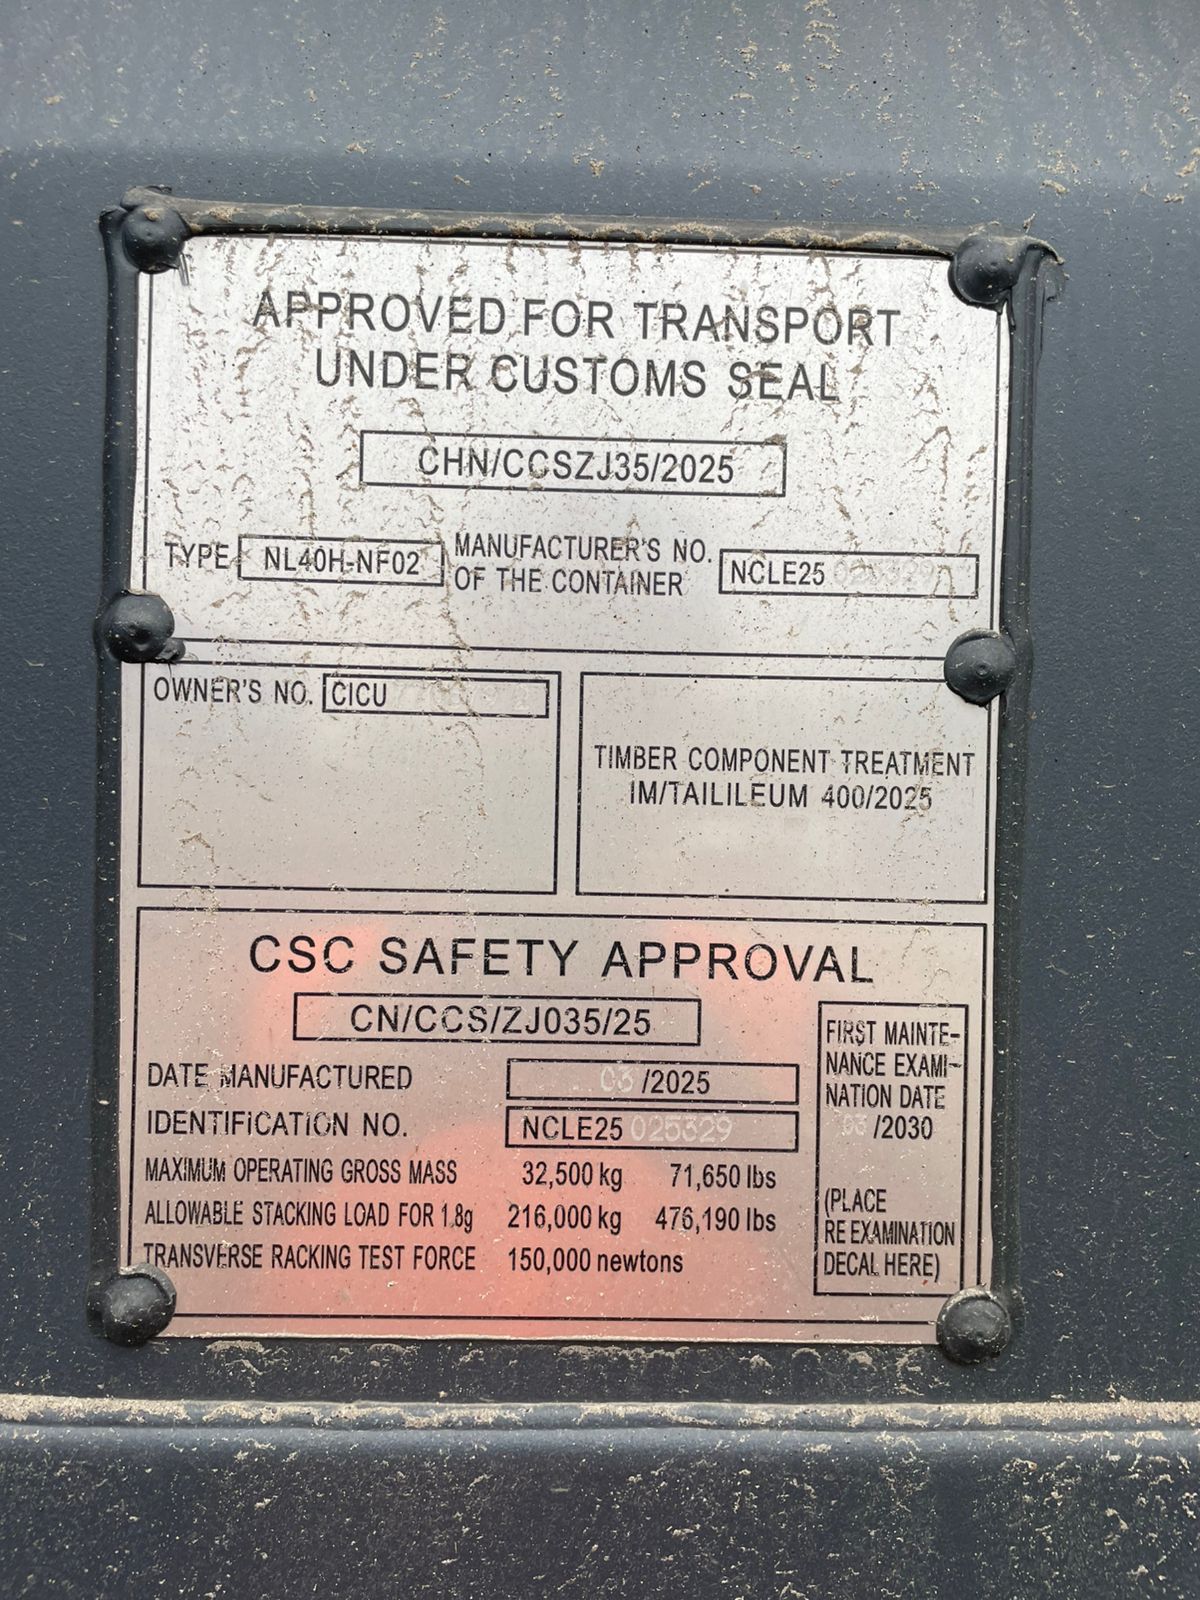 APPROVED FOR TRANSPORT
UNDER CUSTOMS SEAL
CHN/CCSZJ35/2025
TYPE NL40H-NF02
MANUFACTURER'S NO.
OF THE CONTAINER
NCLE25 025329
OWNER'S NO. CICU
TIMBER COMPONENT TREATMENT
IM/TAILILEUM 400/2025
CSC SAFETY APPROVAL
CN/CCS/ZJ035/25
DATE MANUFACTURED 03/2025
IDENTIFICATION NO. NCLE25 025329
MAXIMUM OPERATING GROSS MASS 32,500 kg 71,650 lbs
ALLOWABLE STACKING LOAD FOR 1.8g 216,000 kg 476,190 lbs
TRANSVERSE RACKING TEST FORCE 150,000 newtons
FIRST MAINTE-
NANCE EXAMI-
NATION DATE
03/2030
(PLACE
RE EXAMINATION
DECAL HERE)